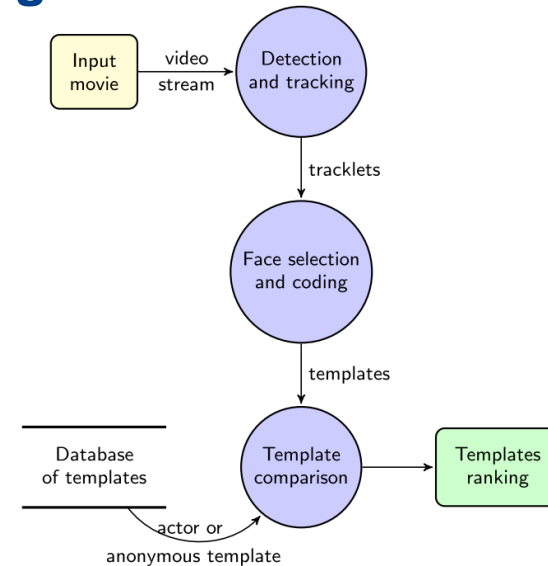 Input
movie
video
stream
Detection
and tracking
tracklets
Face selection
and coding
templates
Database
of templates
Template
comparison
Templates
ranking
actor or
anonymous template